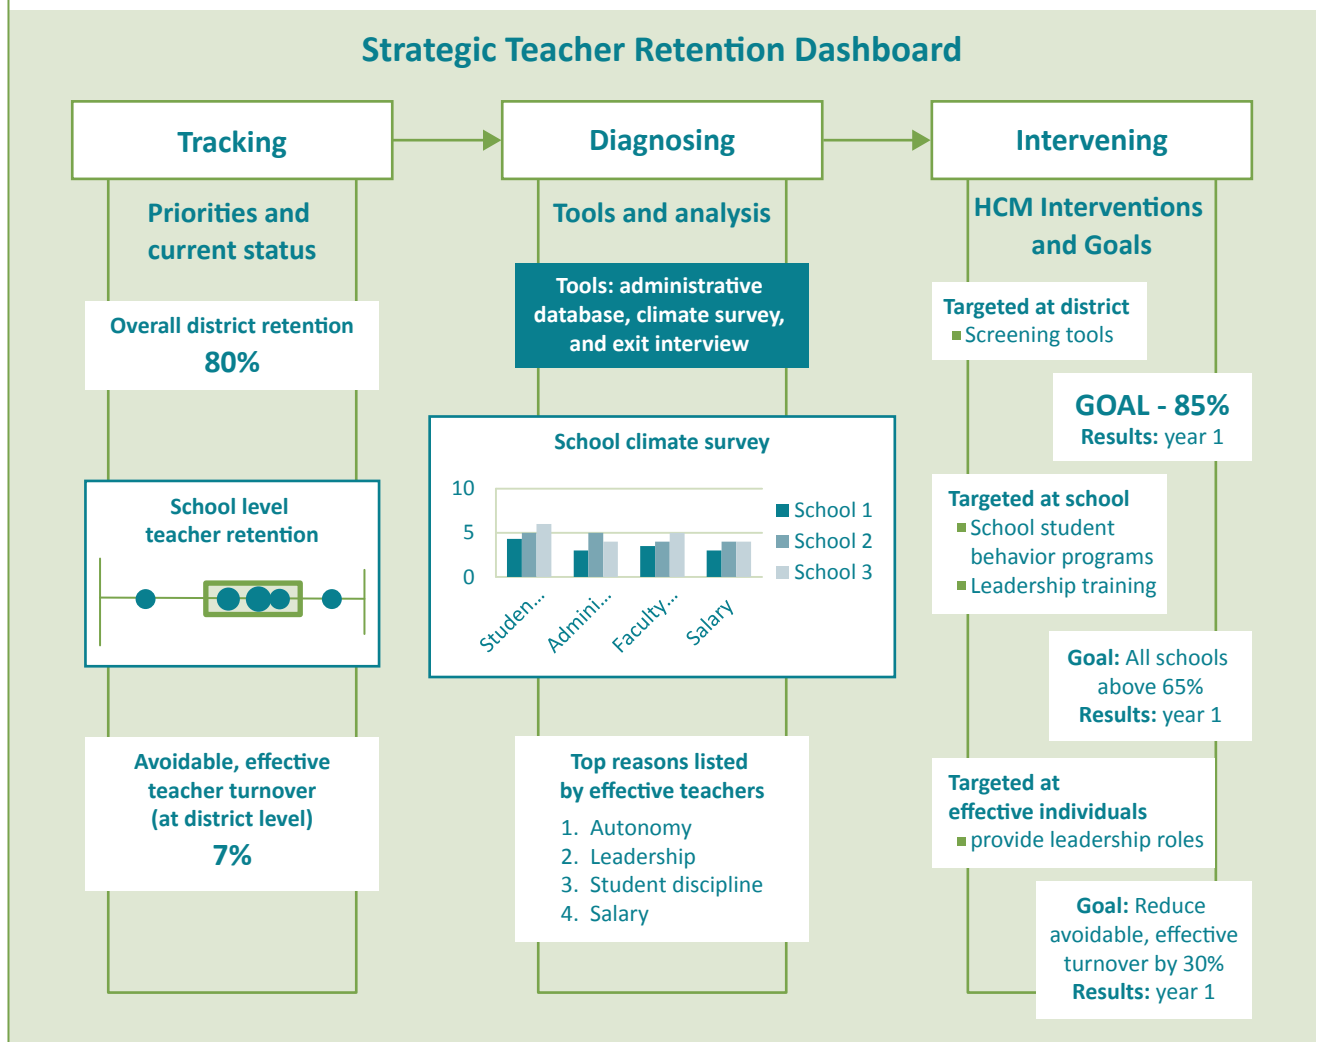 Strategic Teacher Retention Dashboard
Tracking
Priorities and
current status
Overall district retention
80%
School level
teacher retention
Avoidable, effective
teacher turnover
(at district level)
7%
Diagnosing
Tools and analysis
Tools: administrative
database, climate survey,
and exit interview
School climate survey
10
5
0
Studen...
Admini...
Faculty...
Salary
School 1
School 2
School 3
Top reasons listed
by effective teachers
1. Autonomy
2. Leadership
3. Student discipline
4. Salary
Intervening
HCM Interventions
and Goals
Targeted at district
Screening tools
GOAL - 85%
Results: year 1
Targeted at school
School student
behavior programs
Leadership training
Goal: All schools
above 65%
Results: year 1
Targeted at
effective individuals
provide leadership roles
Goal: Reduce
avoidable, effective
turnover by 30%
Results: year 1